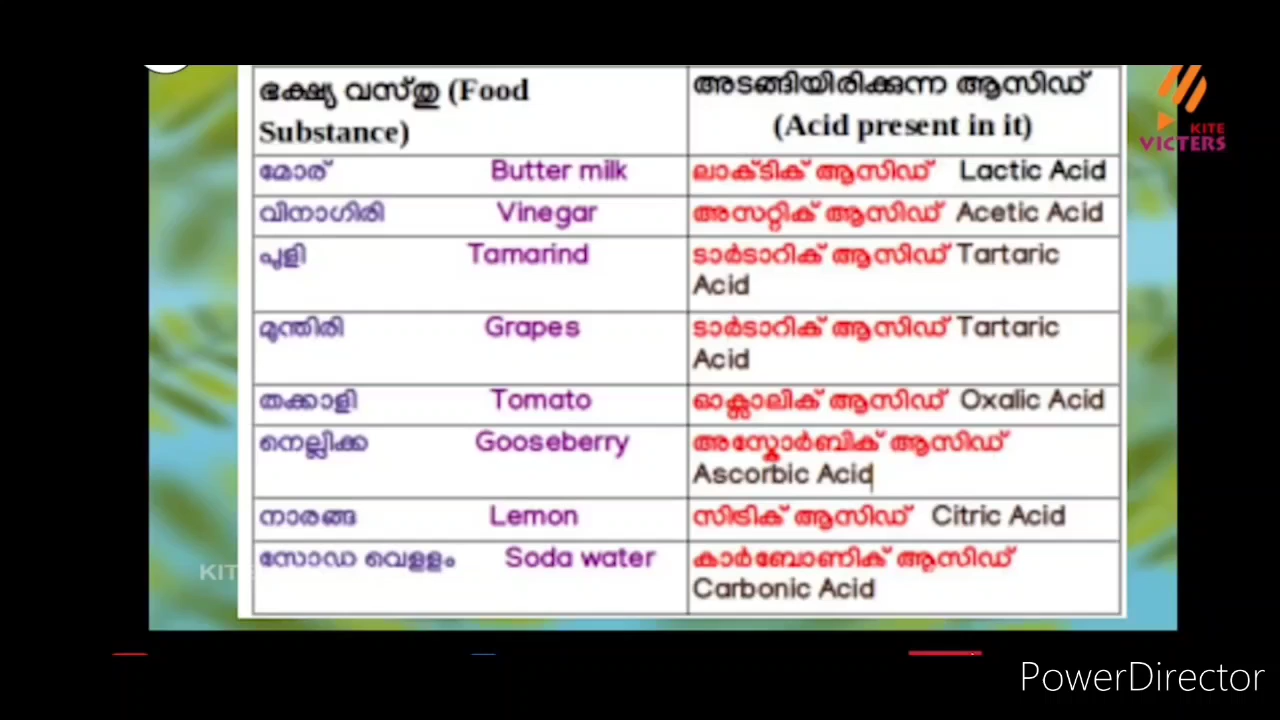 ഭക്ഷ്യ വസ്തു (Food
Substance)
അടങ്ങിയിരിക്കുന്ന ആസിഡ്
(Acid present in it)
മോര് Butter milk ലാക്ടിക് ആസിഡ് Lactic Acid
വിനാഗിരി Vinegar അസറ്റിക് ആസിഡ് Acetic Acid
പുളി Tamarind ടാർടാറിക് ആസിഡ് Tartaric
Acid
മുന്തിരി Grapes ടാർടാറിക് ആസിഡ് Tartaric
Acid
തക്കാളി Tomato ഓക്സാലിക് ആസിഡ് Oxalic Acid
നെല്ലിക്ക Gooseberry അസ്കോർബിക് ആസിഡ്
Ascorbic Acid
നാരങ്ങ Lemon സിട്രിക് ആസിഡ് Citric Acid
സോഡ വെളളം Soda water കാർബോണിക് ആസിഡ്
Carbonic Acid
KITE
VICTERS
KITE
PowerDirector